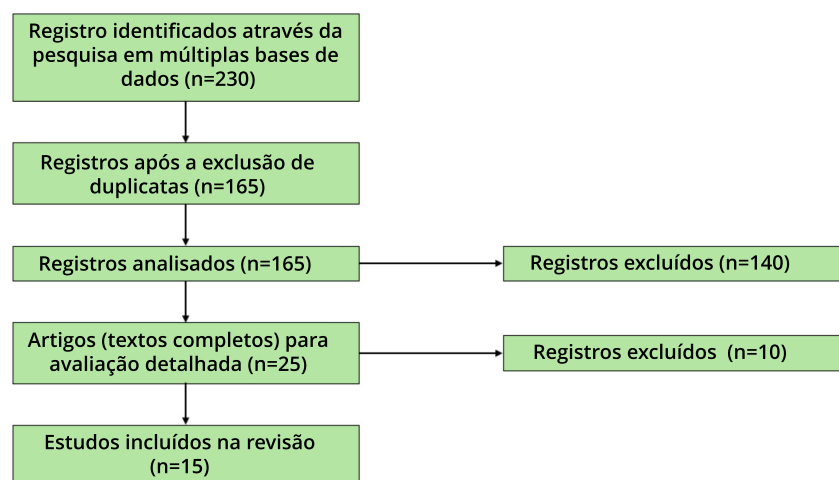 Registro identificados através da
pesquisa em múltiplas bases de
dados (n=230)
Registros após a exclusão de
duplicatas (n=165)
Registros analisados (n=165)
Registros excluídos (n=140)
Artigos (textos completos) para
avaliação detalhada (n=25)
Registros excluídos (n=10)
Estudos incluídos na revisão
(n=15)